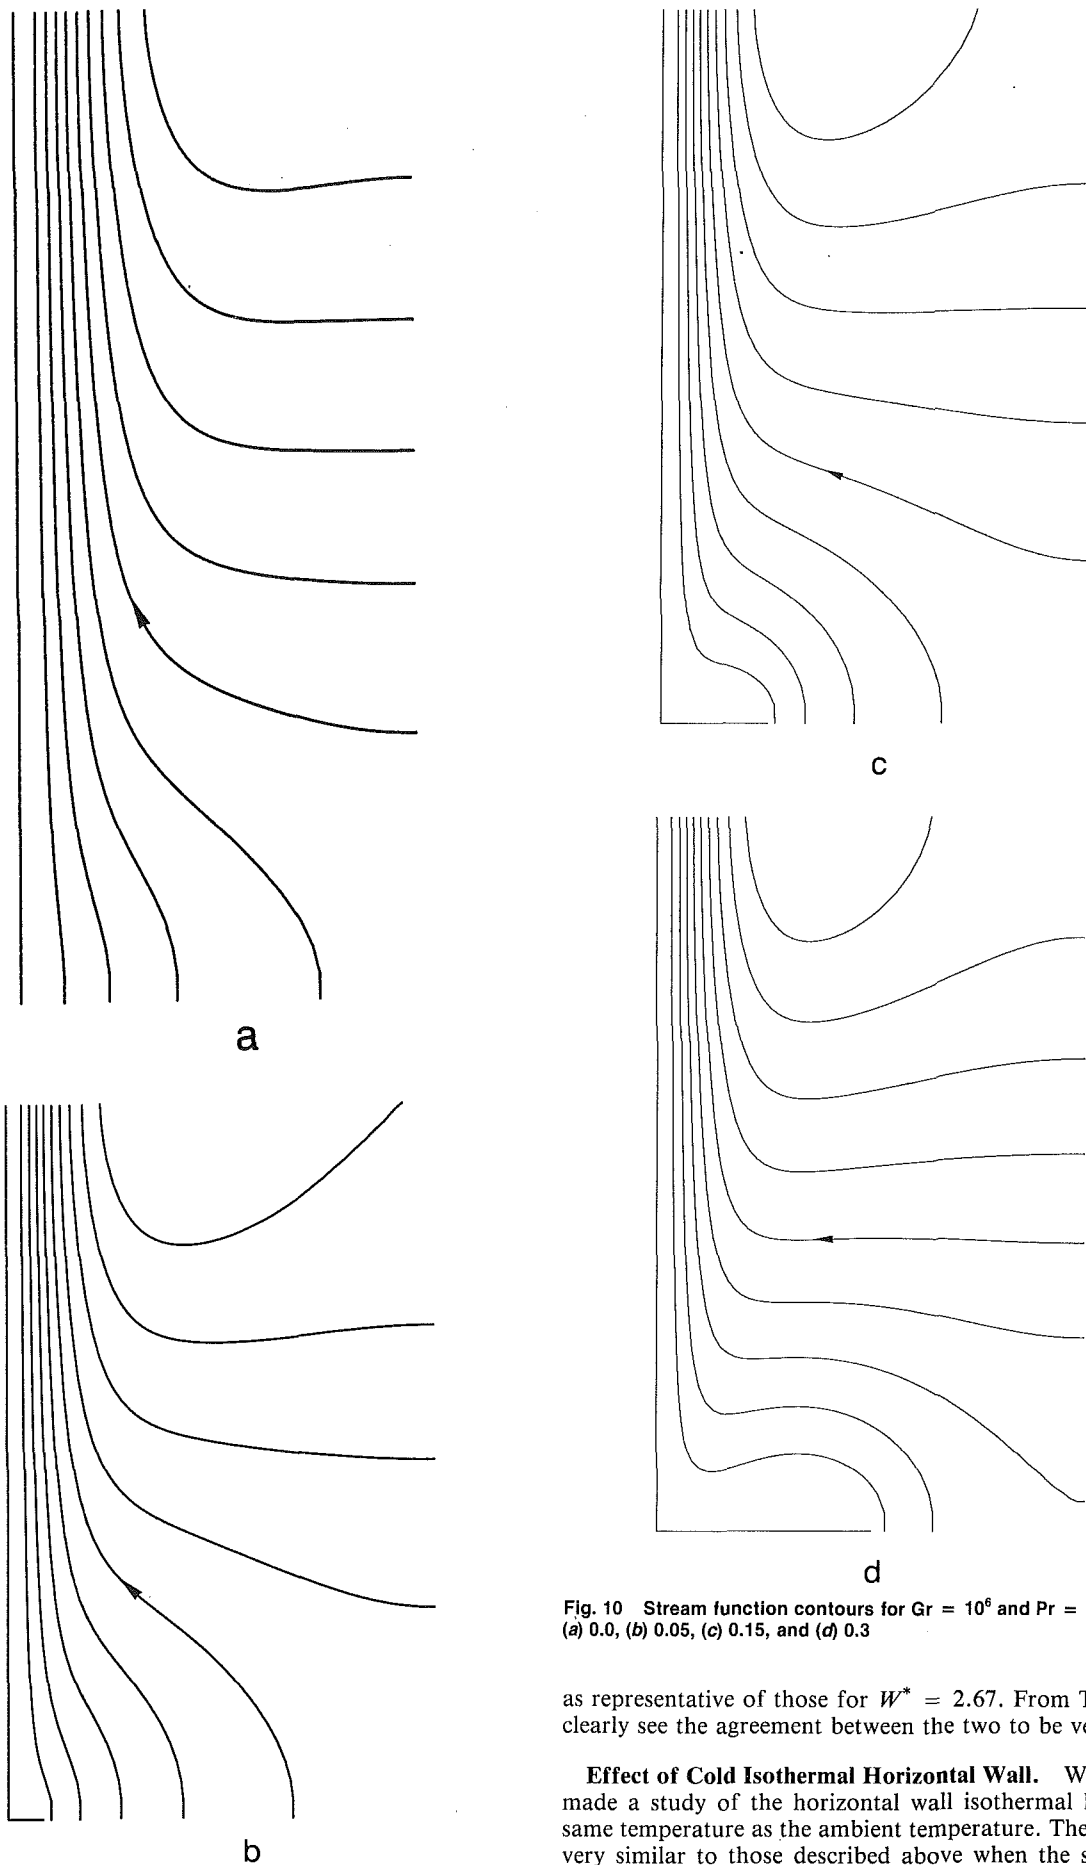 a
b
c
d
Fig. 10 Stream function contours for Gr = 10⁶ and Pr =
(a) 0.0, (b) 0.05, (c) 0.15, and (d) 0.3
as representative of those for W* = 2.67. From
clearly see the agreement between the two to be
Effect of Cold Isothermal Horizontal Wall.
made a study of the horizontal wall isothermal
same temperature as the ambient temperature. The
very similar to those described above when the